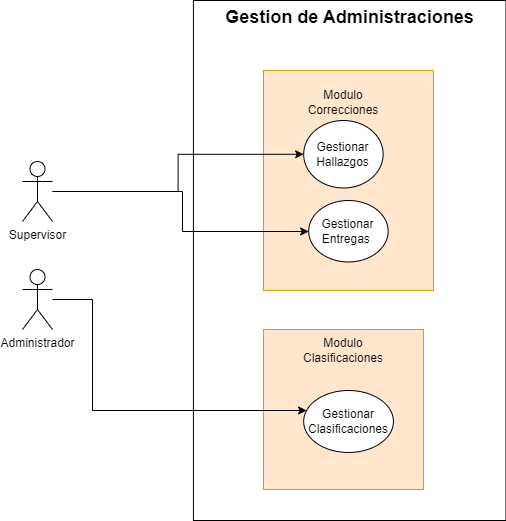 Gestion de Administraciones
Modulo
Correcciones
Gestionar
Hallazgos
Gestionar
Entregas
Supervisor
Administrador
Modulo
Clasificaciones
Gestionar
Clasificaciones